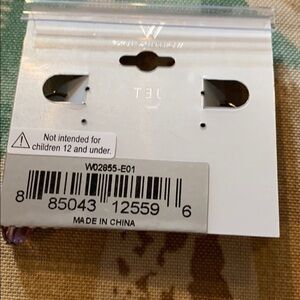 Not intended for
children 12 and under.
W02855-E01
8 85043 12559 6
MADE IN CHINA